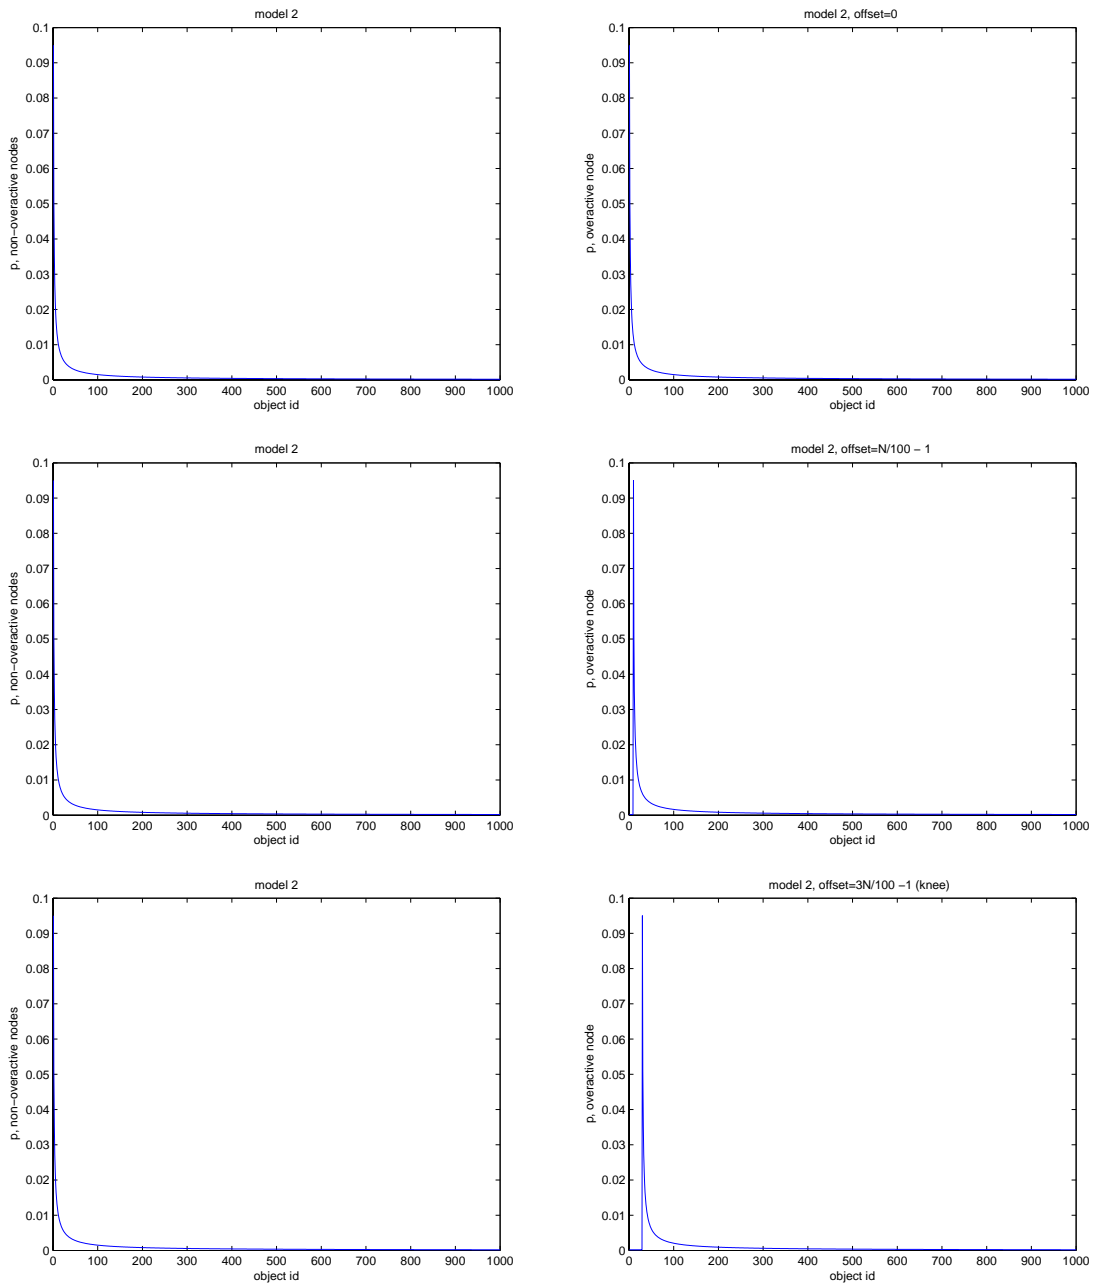 model 2
0.1
0.09
0.08
0.07
0.06
0.05
0.04
0.03
0.02
0.01
0
p, non−overactive nodes
0 100 200 300 400 500 600 700 800 900 1000
object id
model 2, offset=0
0.1
0.09
0.08
0.07
0.06
0.05
0.04
0.03
0.02
0.01
0
p, overactive node
0 100 200 300 400 500 600 700 800 900 1000
object id
model 2
0.1
0.09
0.08
0.07
0.06
0.05
0.04
0.03
0.02
0.01
0
p, non−overactive nodes
0 100 200 300 400 500 600 700 800 900 1000
object id
model 2, offset=N/100 − 1
0.1
0.09
0.08
0.07
0.06
0.05
0.04
0.03
0.02
0.01
0
p, overactive node
0 100 200 300 400 500 600 700 800 900 1000
object id
model 2
0.1
0.09
0.08
0.07
0.06
0.05
0.04
0.03
0.02
0.01
0
p, non−overactive nodes
0 100 200 300 400 500 600 700 800 900 1000
object id
model 2, offset=3N/100 −1 (knee)
0.1
0.09
0.08
0.07
0.06
0.05
0.04
0.03
0.02
0.01
0
p, overactive node
0 100 200 300 400 500 600 700 800 900 1000
object id